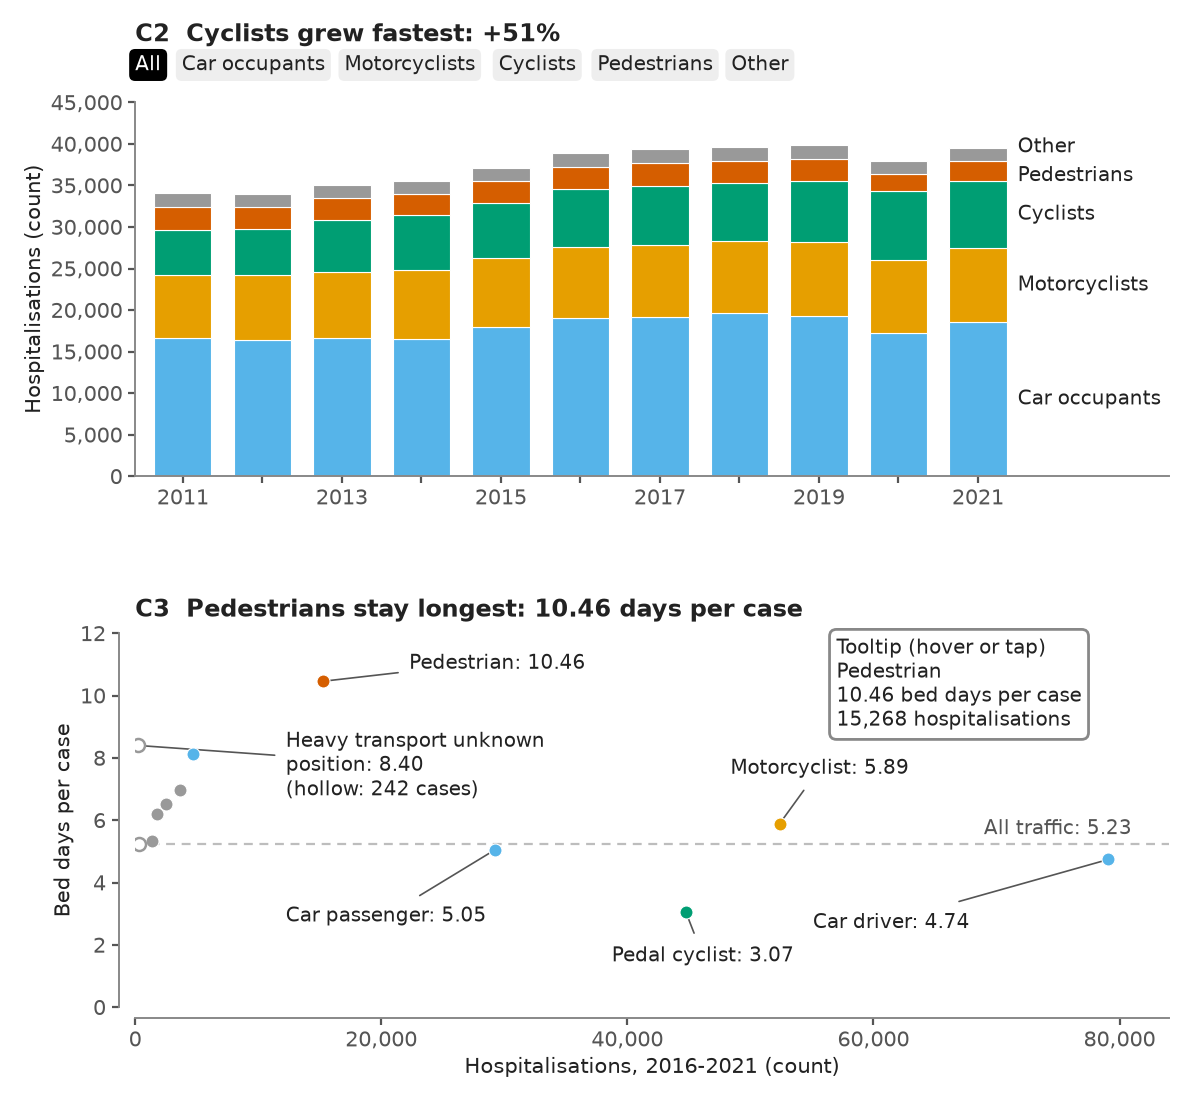 C2 Cyclists grew fastest: +51%
All Car occupants Motorcyclists Cyclists Pedestrians Other
Hospitalisations (count)
45,000
40,000
35,000
30,000
25,000
20,000
15,000
10,000
5,000
0
Other
Pedestrians
Cyclists
Motorcyclists
Car occupants
2011 2013 2015 2017 2019 2021
C3 Pedestrians stay longest: 10.46 days per case
Bed days per case
12
10
8
6
4
2
0
Pedestrian: 10.46
Tooltip (hover or tap)
Pedestrian
10.46 bed days per case
15,268 hospitalisations
Heavy transport unknown
position: 8.40
(hollow: 242 cases)
Motorcyclist: 5.89
All traffic: 5.23
Car passenger: 5.05
Car driver: 4.74
Pedal cyclist: 3.07
0 20,000 40,000 60,000 80,000
Hospitalisations, 2016-2021 (count)